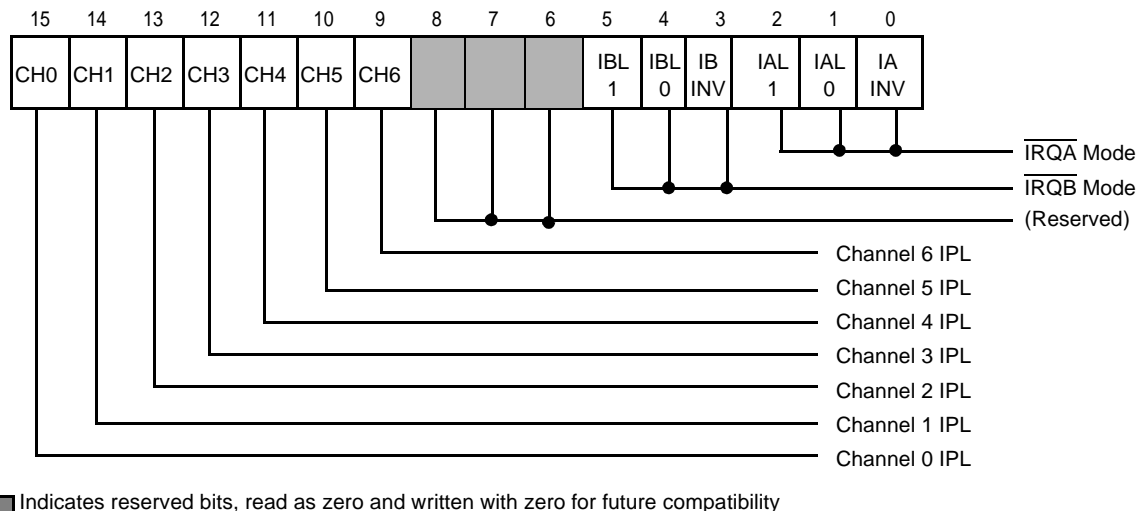 15 14 13 12 11 10 9 8 7 6 5 4 3 2 1 0
CH0 CH1 CH2 CH3 CH4 CH5 CH6 IBL 1 IBL 0 IB INV IAL 1 IAL 0 IA INV
IRQA Mode
IRQB Mode
(Reserved)
Channel 6 IPL
Channel 5 IPL
Channel 4 IPL
Channel 3 IPL
Channel 2 IPL
Channel 1 IPL
Channel 0 IPL
Indicates reserved bits, read as zero and written with zero for future compatibility